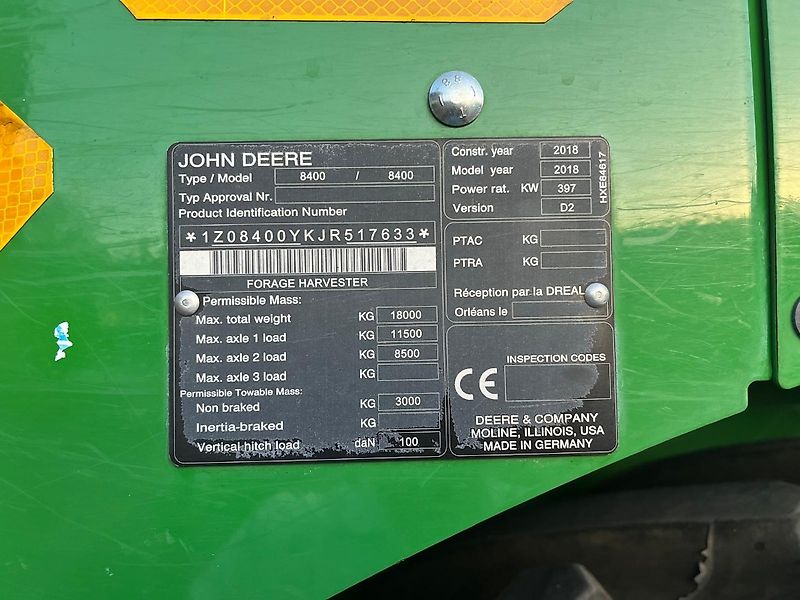 JOHN DEERE
Type / Model 8400 / 8400
Typ Approval Nr.
Product Identification Number
*1Z08400YKJR517633*
FORAGE HARVESTER
Permissible Mass:
Max. total weight KG 18000
Max. axle 1 load KG 11500
Max. axle 2 load KG 8500
Max. axle 3 load KG
Permissible Towable Mass:
Non braked KG 3000
Inertia-braked KG
Vertical hitch load daN 100
Constr. year 2018
Model year 2018
Power rat. KW 397
Version D2
HXE84617
PTAC KG
PTRA KG
Réception par la DREAL
Orléans le
INSPECTION CODES
CE
DEERE & COMPANY
MOLINE, ILLINOIS, USA
MADE IN GERMANY